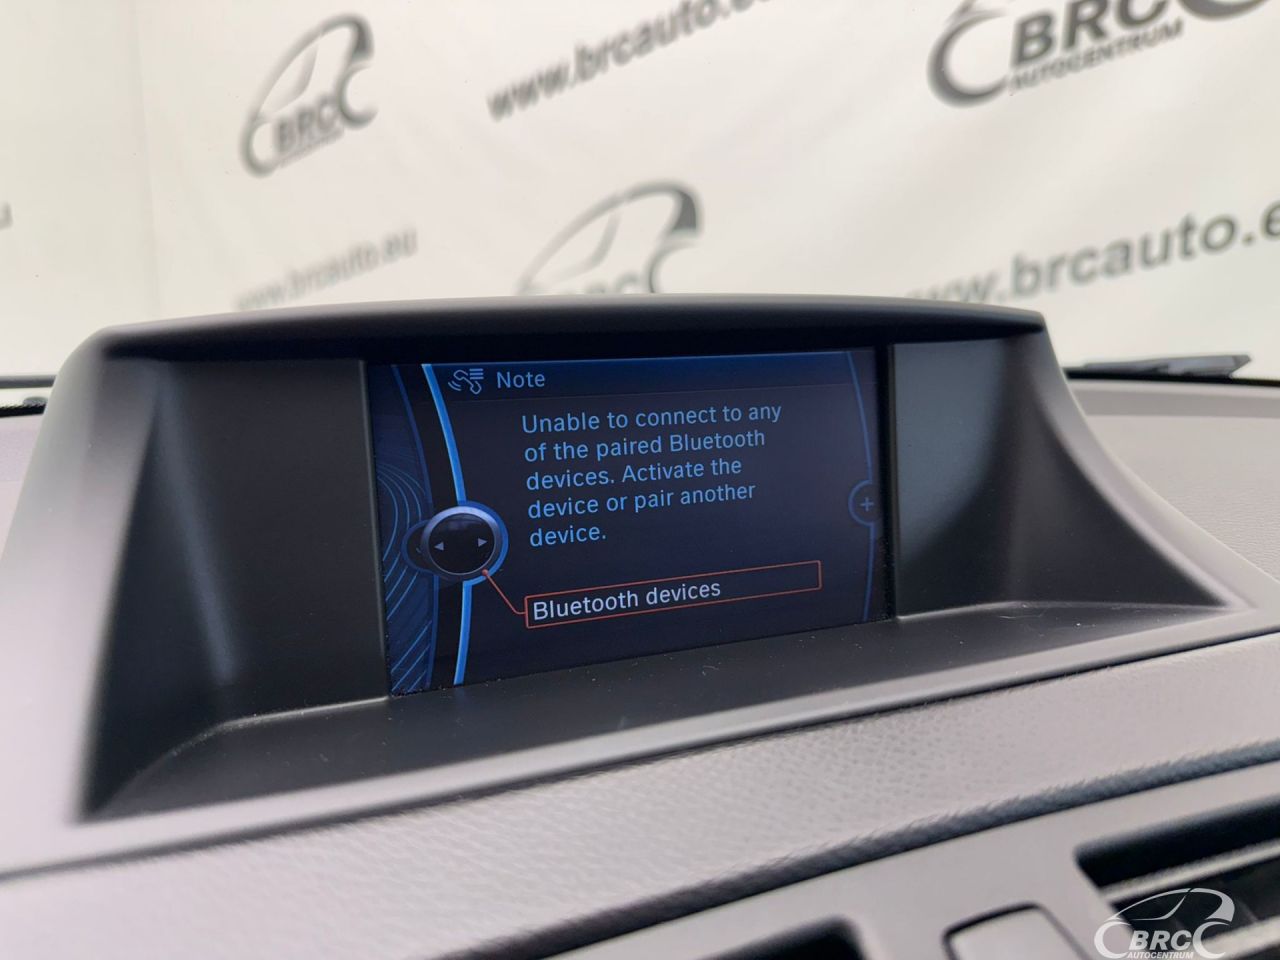 BRC
www.brcauto.eu
BRC
AUTOCENTRUM
www.brcauto.eu
BRC
www.brcauto.e
Note
Unable to connect to any
of the paired Bluetooth
devices. Activate the
device or pair another
device.
+
Bluetooth devices
BRC
AUTOCENTRUM